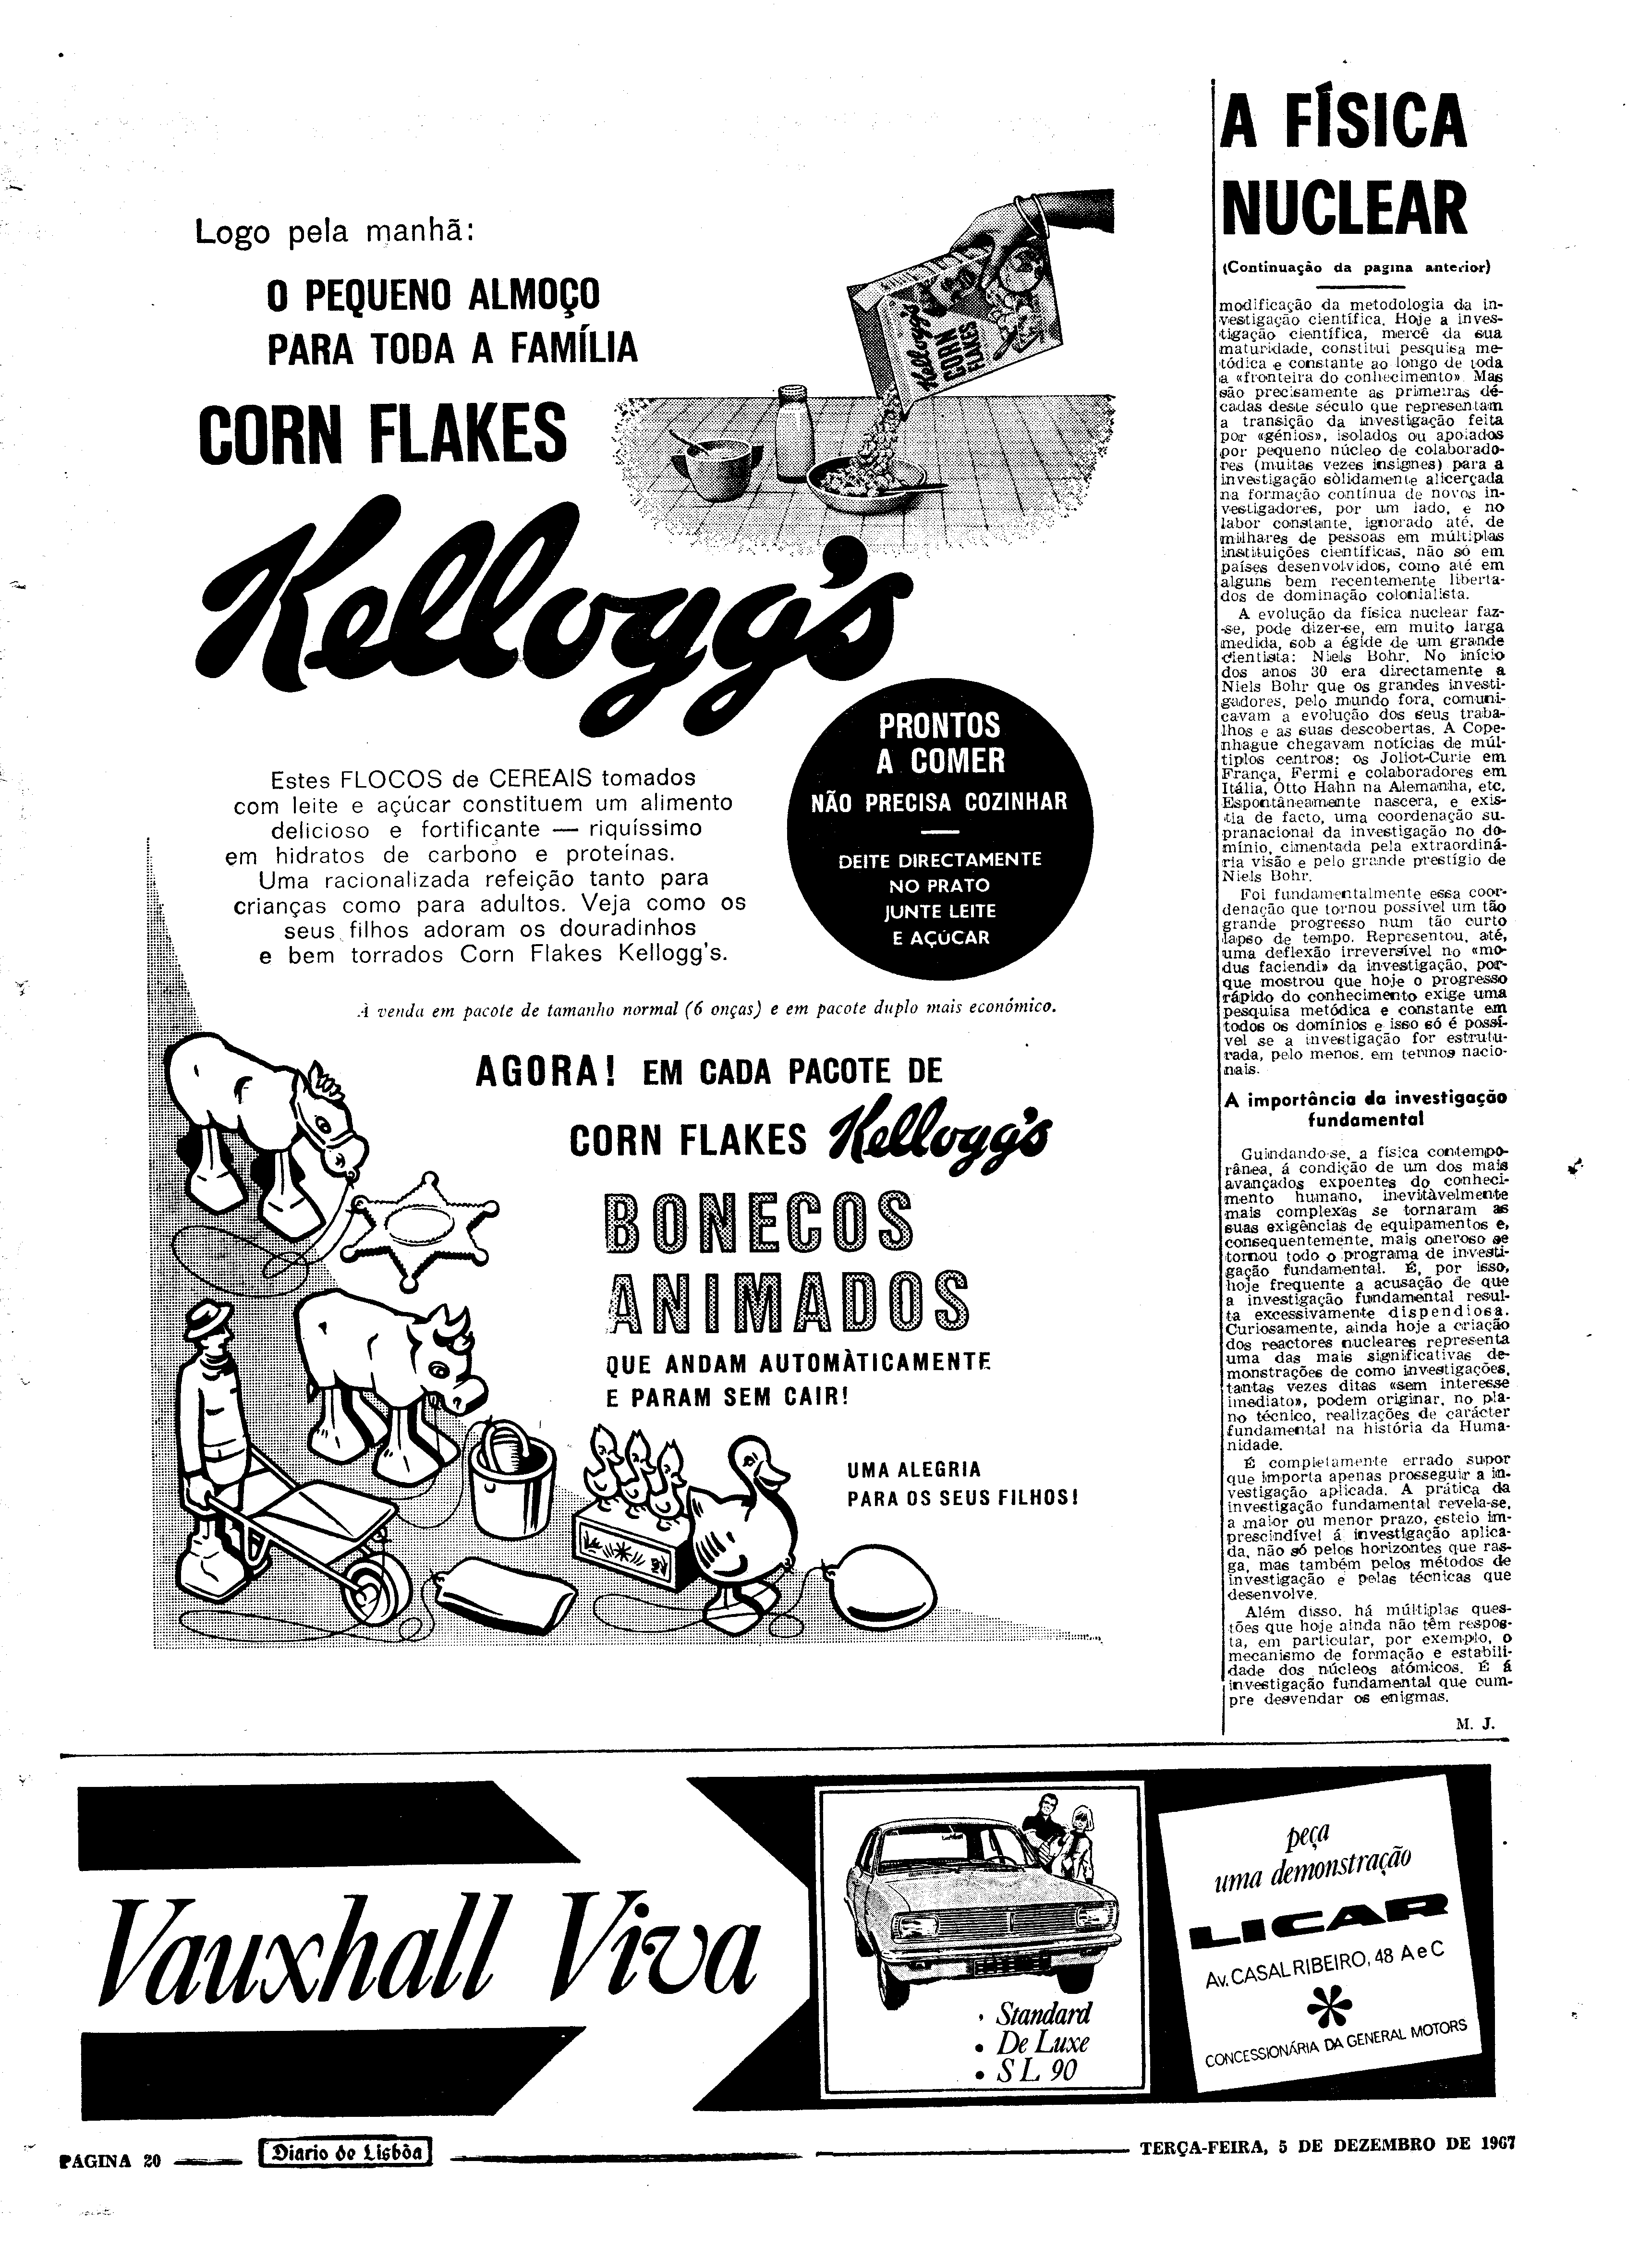 Logo pela manhã:
O PEQUENO ALMOÇO
PARA TODA A FAMÍLIA
CORN FLAKES
Kellogg's
Kellogg's
CORN
FLAKES
PRONTOS
A COMER
NÃO PRECISA COZINHAR
DEITE DIRECTAMENTE
NO PRATO
JUNTE LEITE
E AÇÚCAR
Estes FLOCOS de CEREAIS tomados
com leite e açúcar constituem um alimento
delicioso e fortificante — riquíssimo
em hidratos de carbono e proteínas.
Uma racionalizada refeição tanto para
crianças como para adultos. Veja como os
seus filhos adoram os douradinhos
e bem torrados Corn Flakes Kellogg's.
À venda em pacote de tamanho normal (6 onças) e em pacote duplo mais económico.
AGORA! EM CADA PACOTE DE
CORN FLAKES Kellogg's
BONECOS
ANIMADOS
QUE ANDAM AUTOMÀTICAMENTE
E PARAM SEM CAIR!
UMA ALEGRIA
PARA OS SEUS FILHOS!
A FÍSICA
NUCLEAR
(Continuação da pagina anterior)
modificação da metodologia da in-
vestigação científica. Hoje a inves-
tigação científica, mercê da sua
maturidade, constitui pesquisa me-
tódica e constante ao longo de toda
a «fronteira do conhecimento». Mas
são precisamente as primeiras dé-
cadas deste século que representam
a transição da investigação feita
por «génios», isolados ou apoiados
por pequeno núcleo de colaborado-
res (muitas vezes insignes) para a
investigação sòlidamente alicerçada
na formação contínua de novos in-
vestigadores, por um lado, e no
labor constante, ignorado até, de
milhares de pessoas em múltiplas
instituições científicas, não só em
países desenvolvidos, como até em
alguns bem recentemente liberta-
dos de dominação colonialista.
A evolução da física nuclear faz-
-se, pode dizer-se, em muito larga
medida, sob a égide de um grande
cientista: Niels Bohr. No início
dos anos 30 era directamente a
Niels Bohr que os grandes investi-
gadores, pelo mundo fora, comuni-
cavam a evolução dos seus traba-
lhos e as suas descobertas. A Cope-
nhague chegavam notícias de múl-
tiplos centros: os Joliot-Curie em
França, Fermi e colaboradores em
Itália, Otto Hahn na Alemanha, etc.
Espontâneamente nascera, e exis-
tia de facto, uma coordenação su-
pranacional da investigação no do-
mínio, cimentada pela extraordiná-
ria visão e pelo grande prestígio de
Niels Bohr.
Foi fundamentalmente essa coor-
denação que tornou possível um tão
grande progresso num tão curto
lapso de tempo. Representou, até,
uma deflexão irreversível no «mo-
dus faciendi» da investigação, por-
que mostrou que hoje o progresso
rápido do conhecimento exige uma
pesquisa metódica e constante em
todos os domínios e isso só é possí-
vel se a investigação for estrutu-
rada, pelo menos, em termos nacio-
nais.
A importância da investigação
fundamental
Guindando-se, a física contempo-
rânea, á condição de um dos mais
avançados expoentes do conheci-
mento humano, inevitàvelmente
mais complexas se tornaram as
suas exigências de equipamentos e,
consequentemente, mais oneroso se
tornou todo o programa de investi-
gação fundamental. É, por isso,
hoje frequente a acusação de que
a investigação fundamental resul-
ta excessivamente dispendiosa.
Curiosamente, ainda hoje a criação
dos reactores nucleares representa
uma das mais significativas de-
monstrações de como investigações,
tantas vezes ditas «sem interesse
imediato», podem originar, no pla-
no técnico, realizações de carácter
fundamental na história da Huma-
nidade.
É completamente errado supor
que importa apenas prosseguir a in-
vestigação aplicada. A prática da
investigação fundamental revela-se,
a maior ou menor prazo, esteio im-
prescindível á investigação aplica-
da, não só pelos horizontes que ras-
ga, mas também pelos métodos de
investigação e pelas técnicas que
desenvolve.
Além disso, há múltiplas ques-
tões que hoje ainda não têm respos-
ta, em particular, por exemplo, o
mecanismo de formação e estabili-
dade dos núcleos atómicos. É á
investigação fundamental que cum-
pre desvendar os enigmas.
M. J.
Vauxhall Viva
• Standard
• De Luxe
• SL 90
peça
uma demonstração
LICAR
Av. CASAL RIBEIRO, 48 A e C
CONCESSIONÁRIA DA GENERAL MOTORS
PAGINA 20
Diario de Lisbôa
TERÇA-FEIRA, 5 DE DEZEMBRO DE 1967